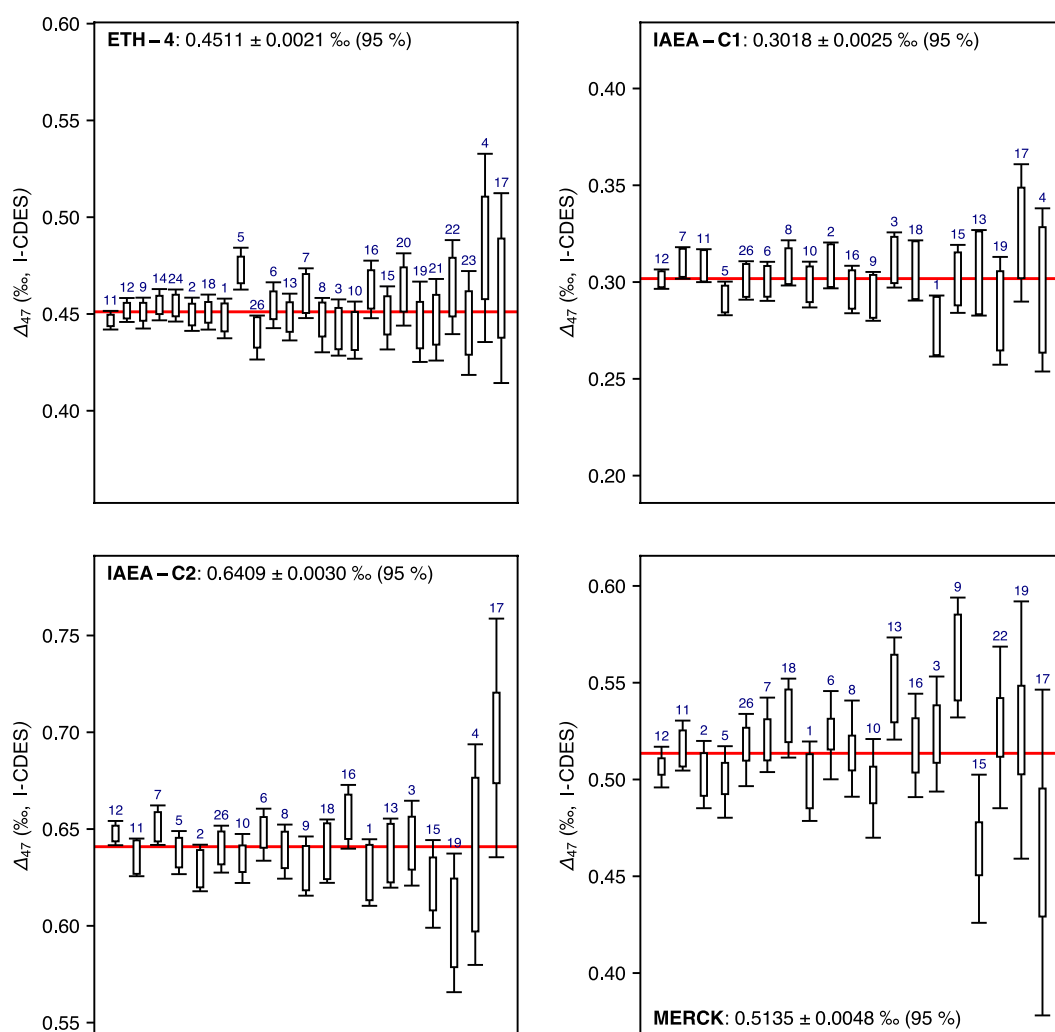 0.60
0.55
0.50
0.45
0.40
Δ47 (‰, I-CDES)
ETH – 4: 0.4511 ± 0.0021 ‰ (95 %)
11 12 9 14 24 2 18 1 5 26 6 13 7 8 3 10 16 15 20 19 21 22 23 4 17
0.40
0.35
0.30
0.25
0.20
Δ47 (‰, I-CDES)
IAEA – C1: 0.3018 ± 0.0025 ‰ (95 %)
12 7 11 5 26 6 8 10 2 16 9 3 18 1 15 13 19 17 4
0.75
0.70
0.65
0.60
0.55
Δ47 (‰, I-CDES)
IAEA – C2: 0.6409 ± 0.0030 ‰ (95 %)
12 11 7 5 2 26 10 6 8 9 18 16 1 13 3 15 19 4 17
0.60
0.55
0.50
0.45
0.40
Δ47 (‰, I-CDES)
12 11 2 5 26 7 18 1 6 8 10 13 16 3 9 15 22 19 17
MERCK: 0.5135 ± 0.0048 ‰ (95 %)